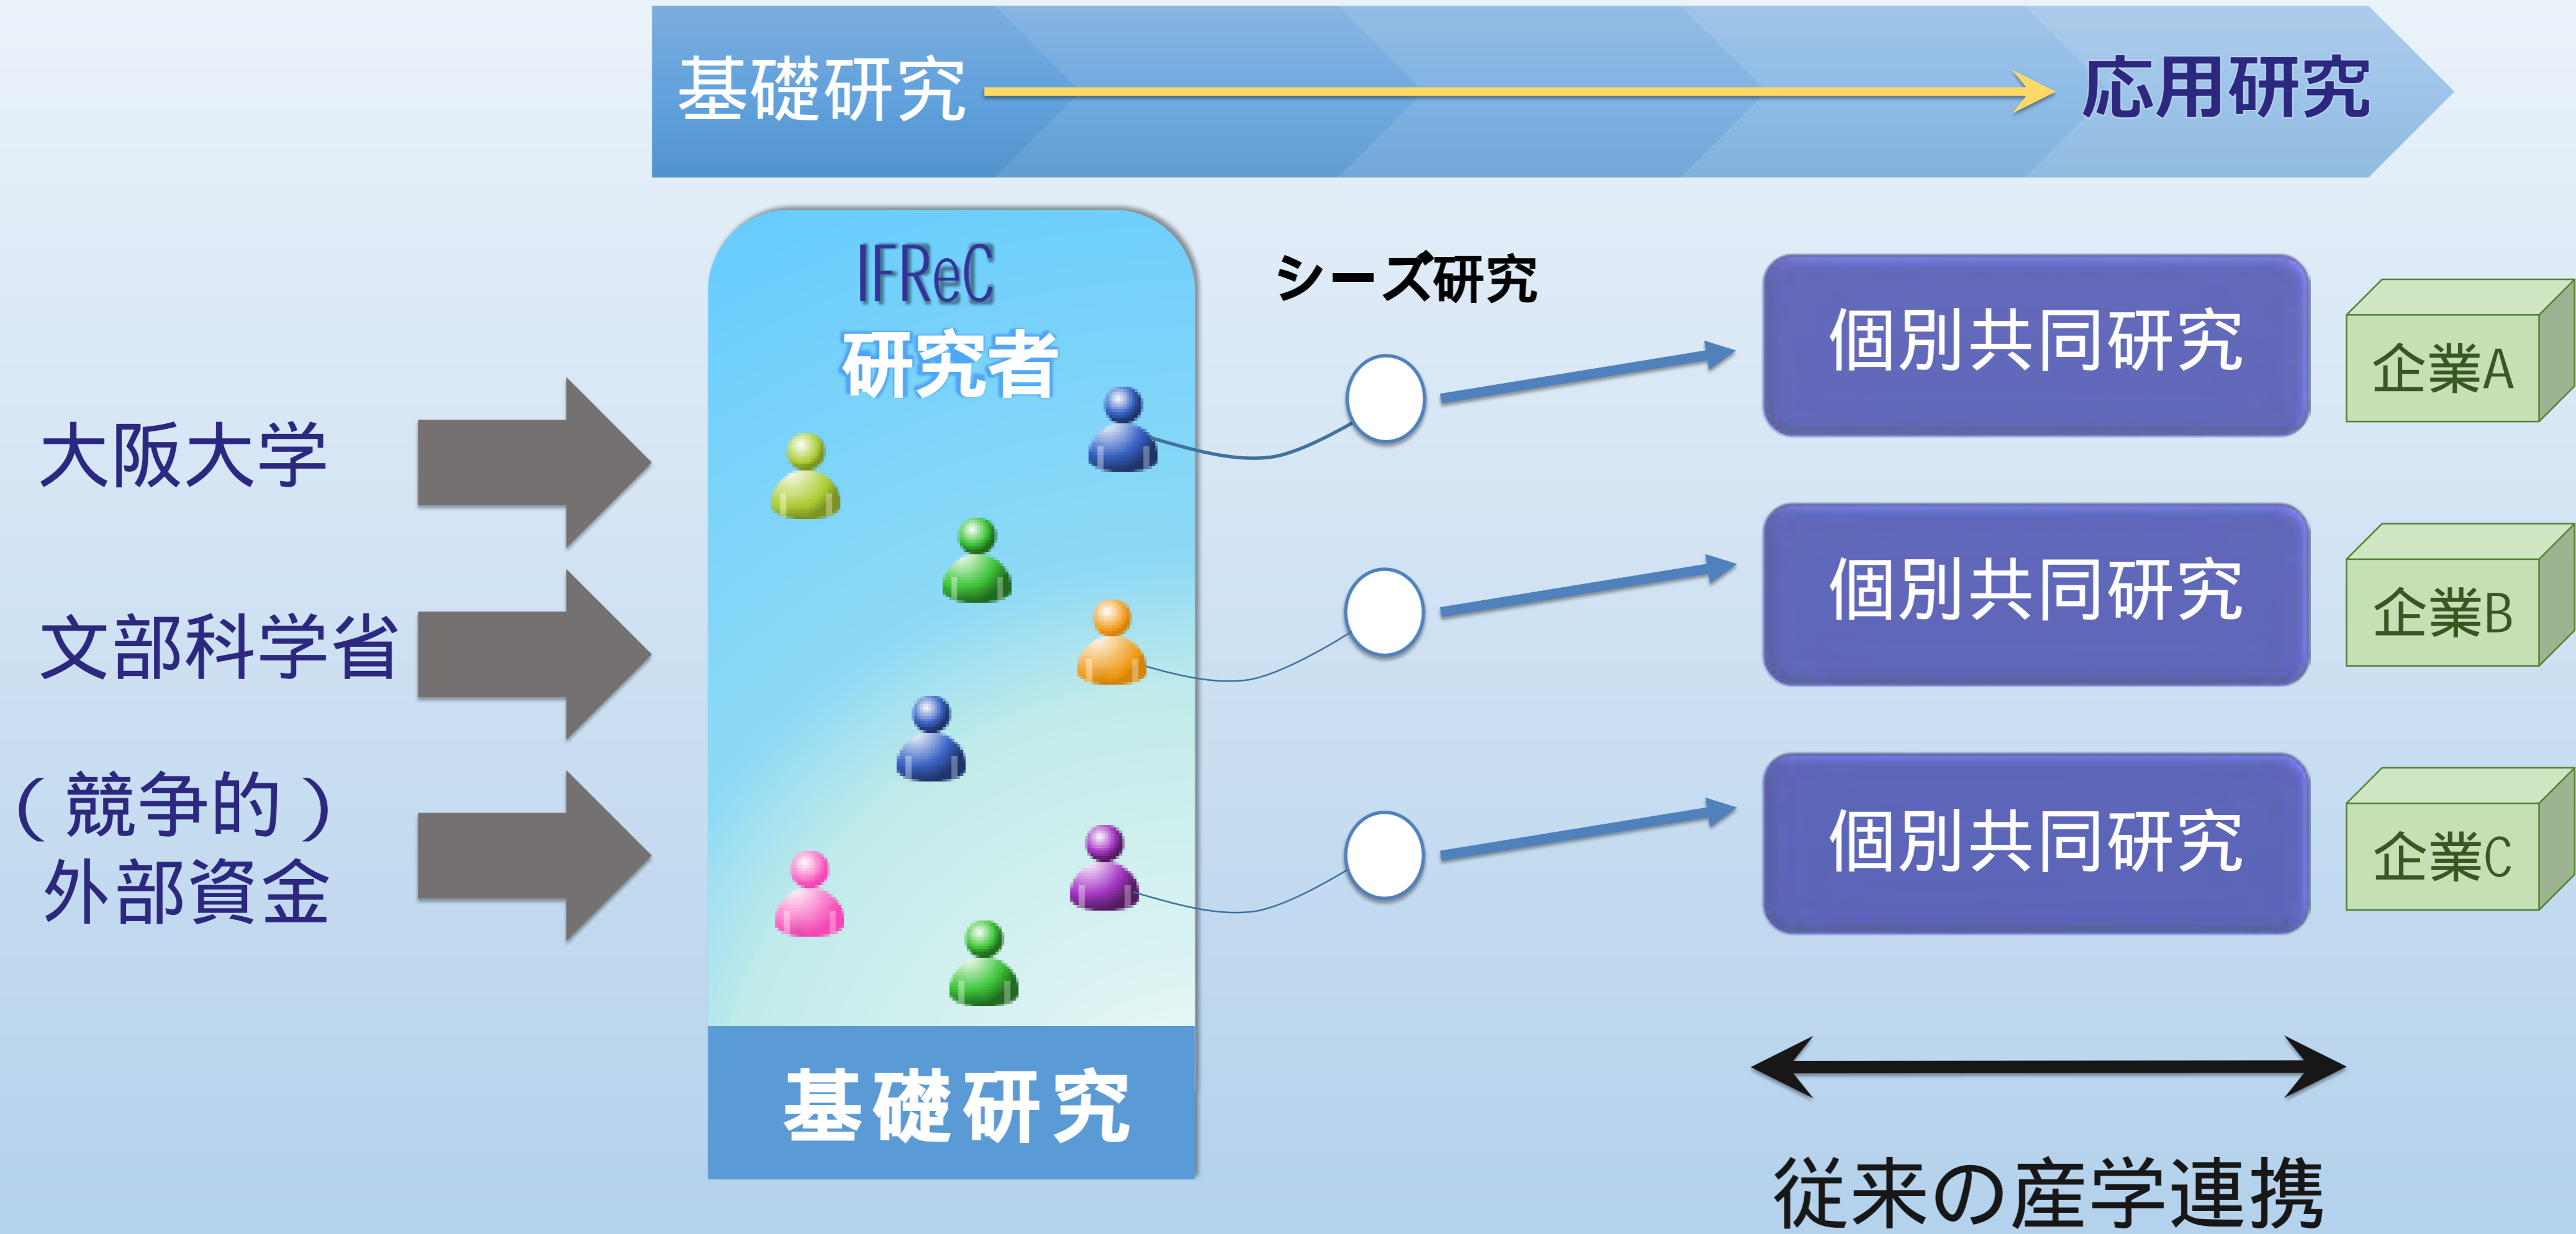 基礎研究
応用研究
IFReC
研究者
シーズ研究
大阪大学
文部科学省
（競争的）
外部資金
個別共同研究
企業A
個別共同研究
企業B
個別共同研究
企業C
基礎研究
従来の産学連携